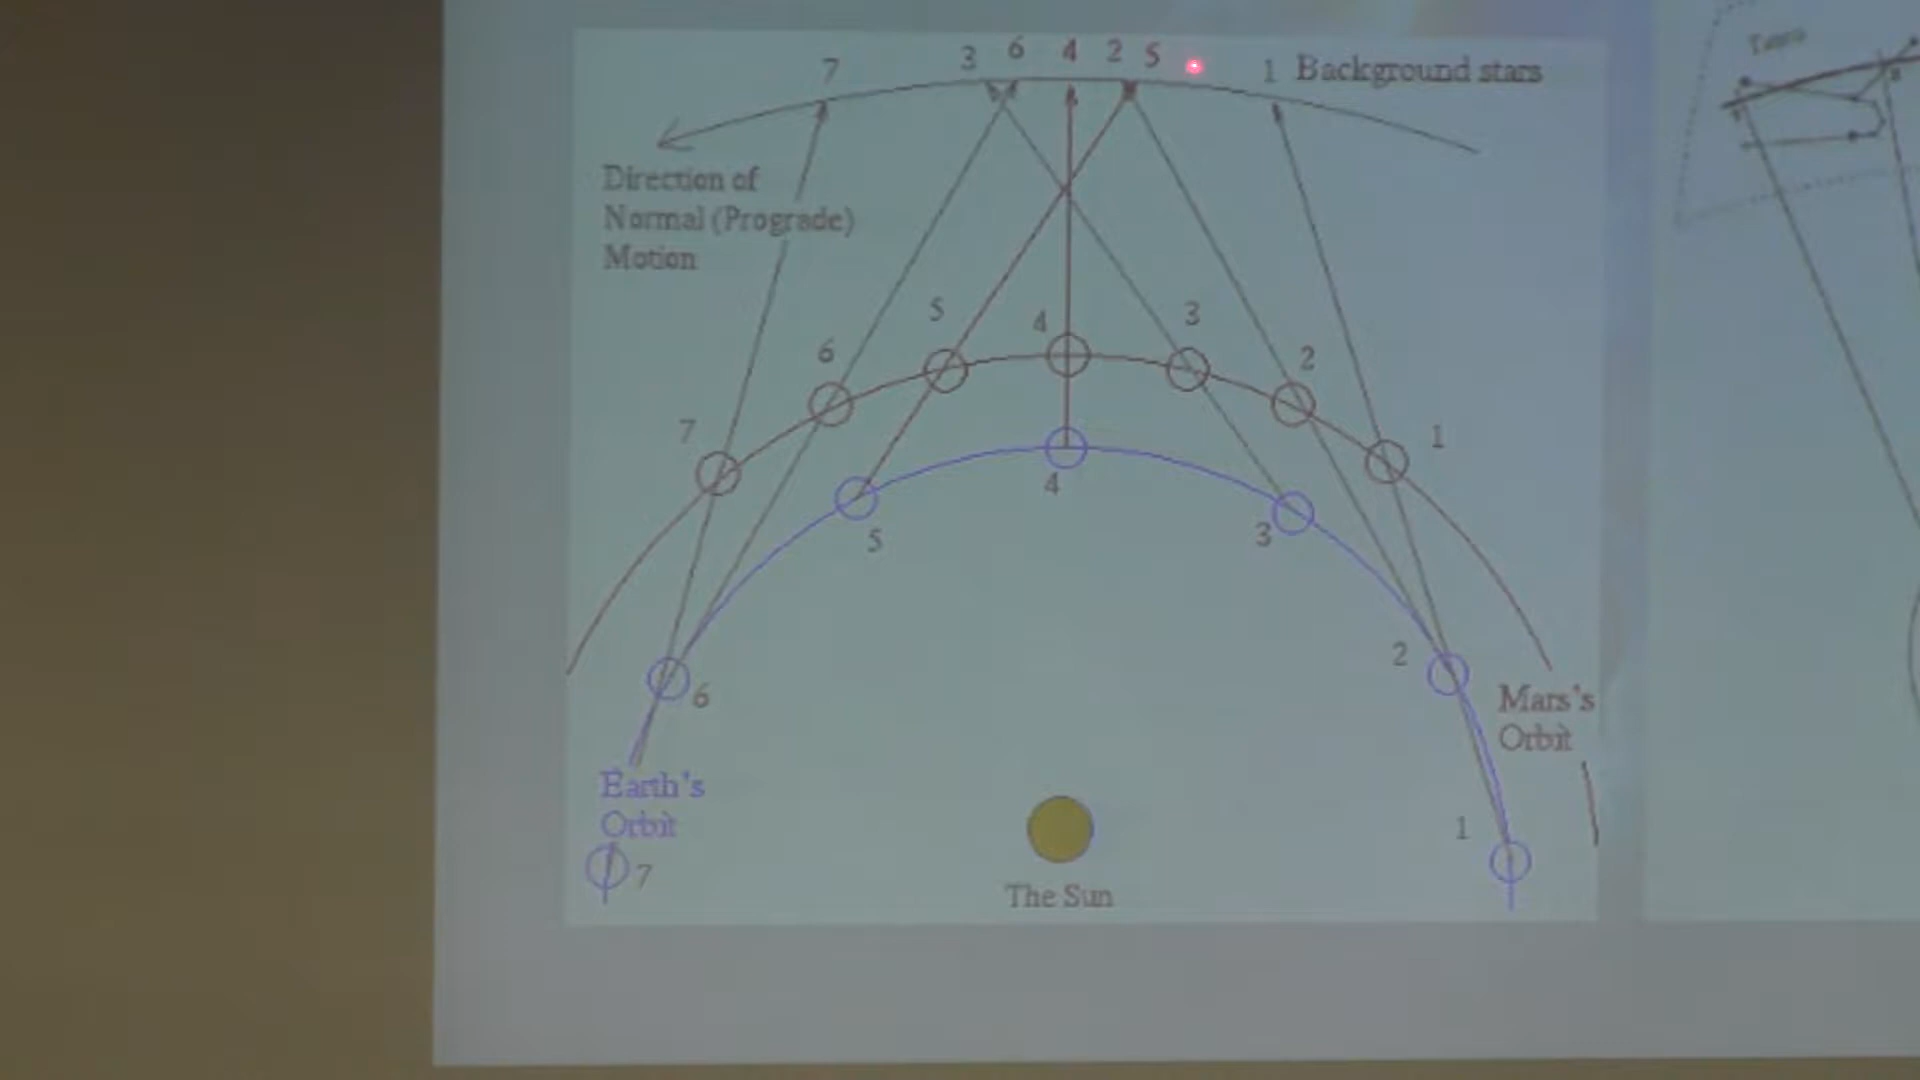 7 3 6 4 2 5 1 Background stars
Direction of
Normal (Prograde)
Motion
5 4 3
6 2
7 1
4
5 3
2
6
Mars's
Orbit
Earth's
Orbit
1
7
The Sun